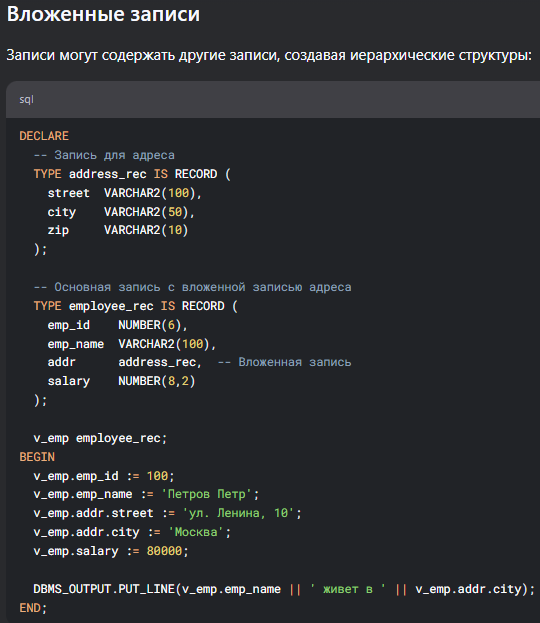 Вложенные записи
Записи могут содержать другие записи, создавая иерархические структуры:
sql
DECLARE
  -- Запись для адреса
  TYPE address_rec IS RECORD (
    street  VARCHAR2(100),
    city    VARCHAR2(50),
    zip     VARCHAR2(10)
  );

  -- Основная запись с вложенной записью адреса
  TYPE employee_rec IS RECORD (
    emp_id    NUMBER(6),
    emp_name  VARCHAR2(100),
    addr      address_rec,  -- Вложенная запись
    salary    NUMBER(8,2)
  );

  v_emp employee_rec;
BEGIN
  v_emp.emp_id := 100;
  v_emp.emp_name := 'Петров Петр';
  v_emp.addr.street := 'ул. Ленина, 10';
  v_emp.addr.city := 'Москва';
  v_emp.salary := 80000;

  DBMS_OUTPUT.PUT_LINE(v_emp.emp_name || ' живет в ' || v_emp.addr.city);
END;